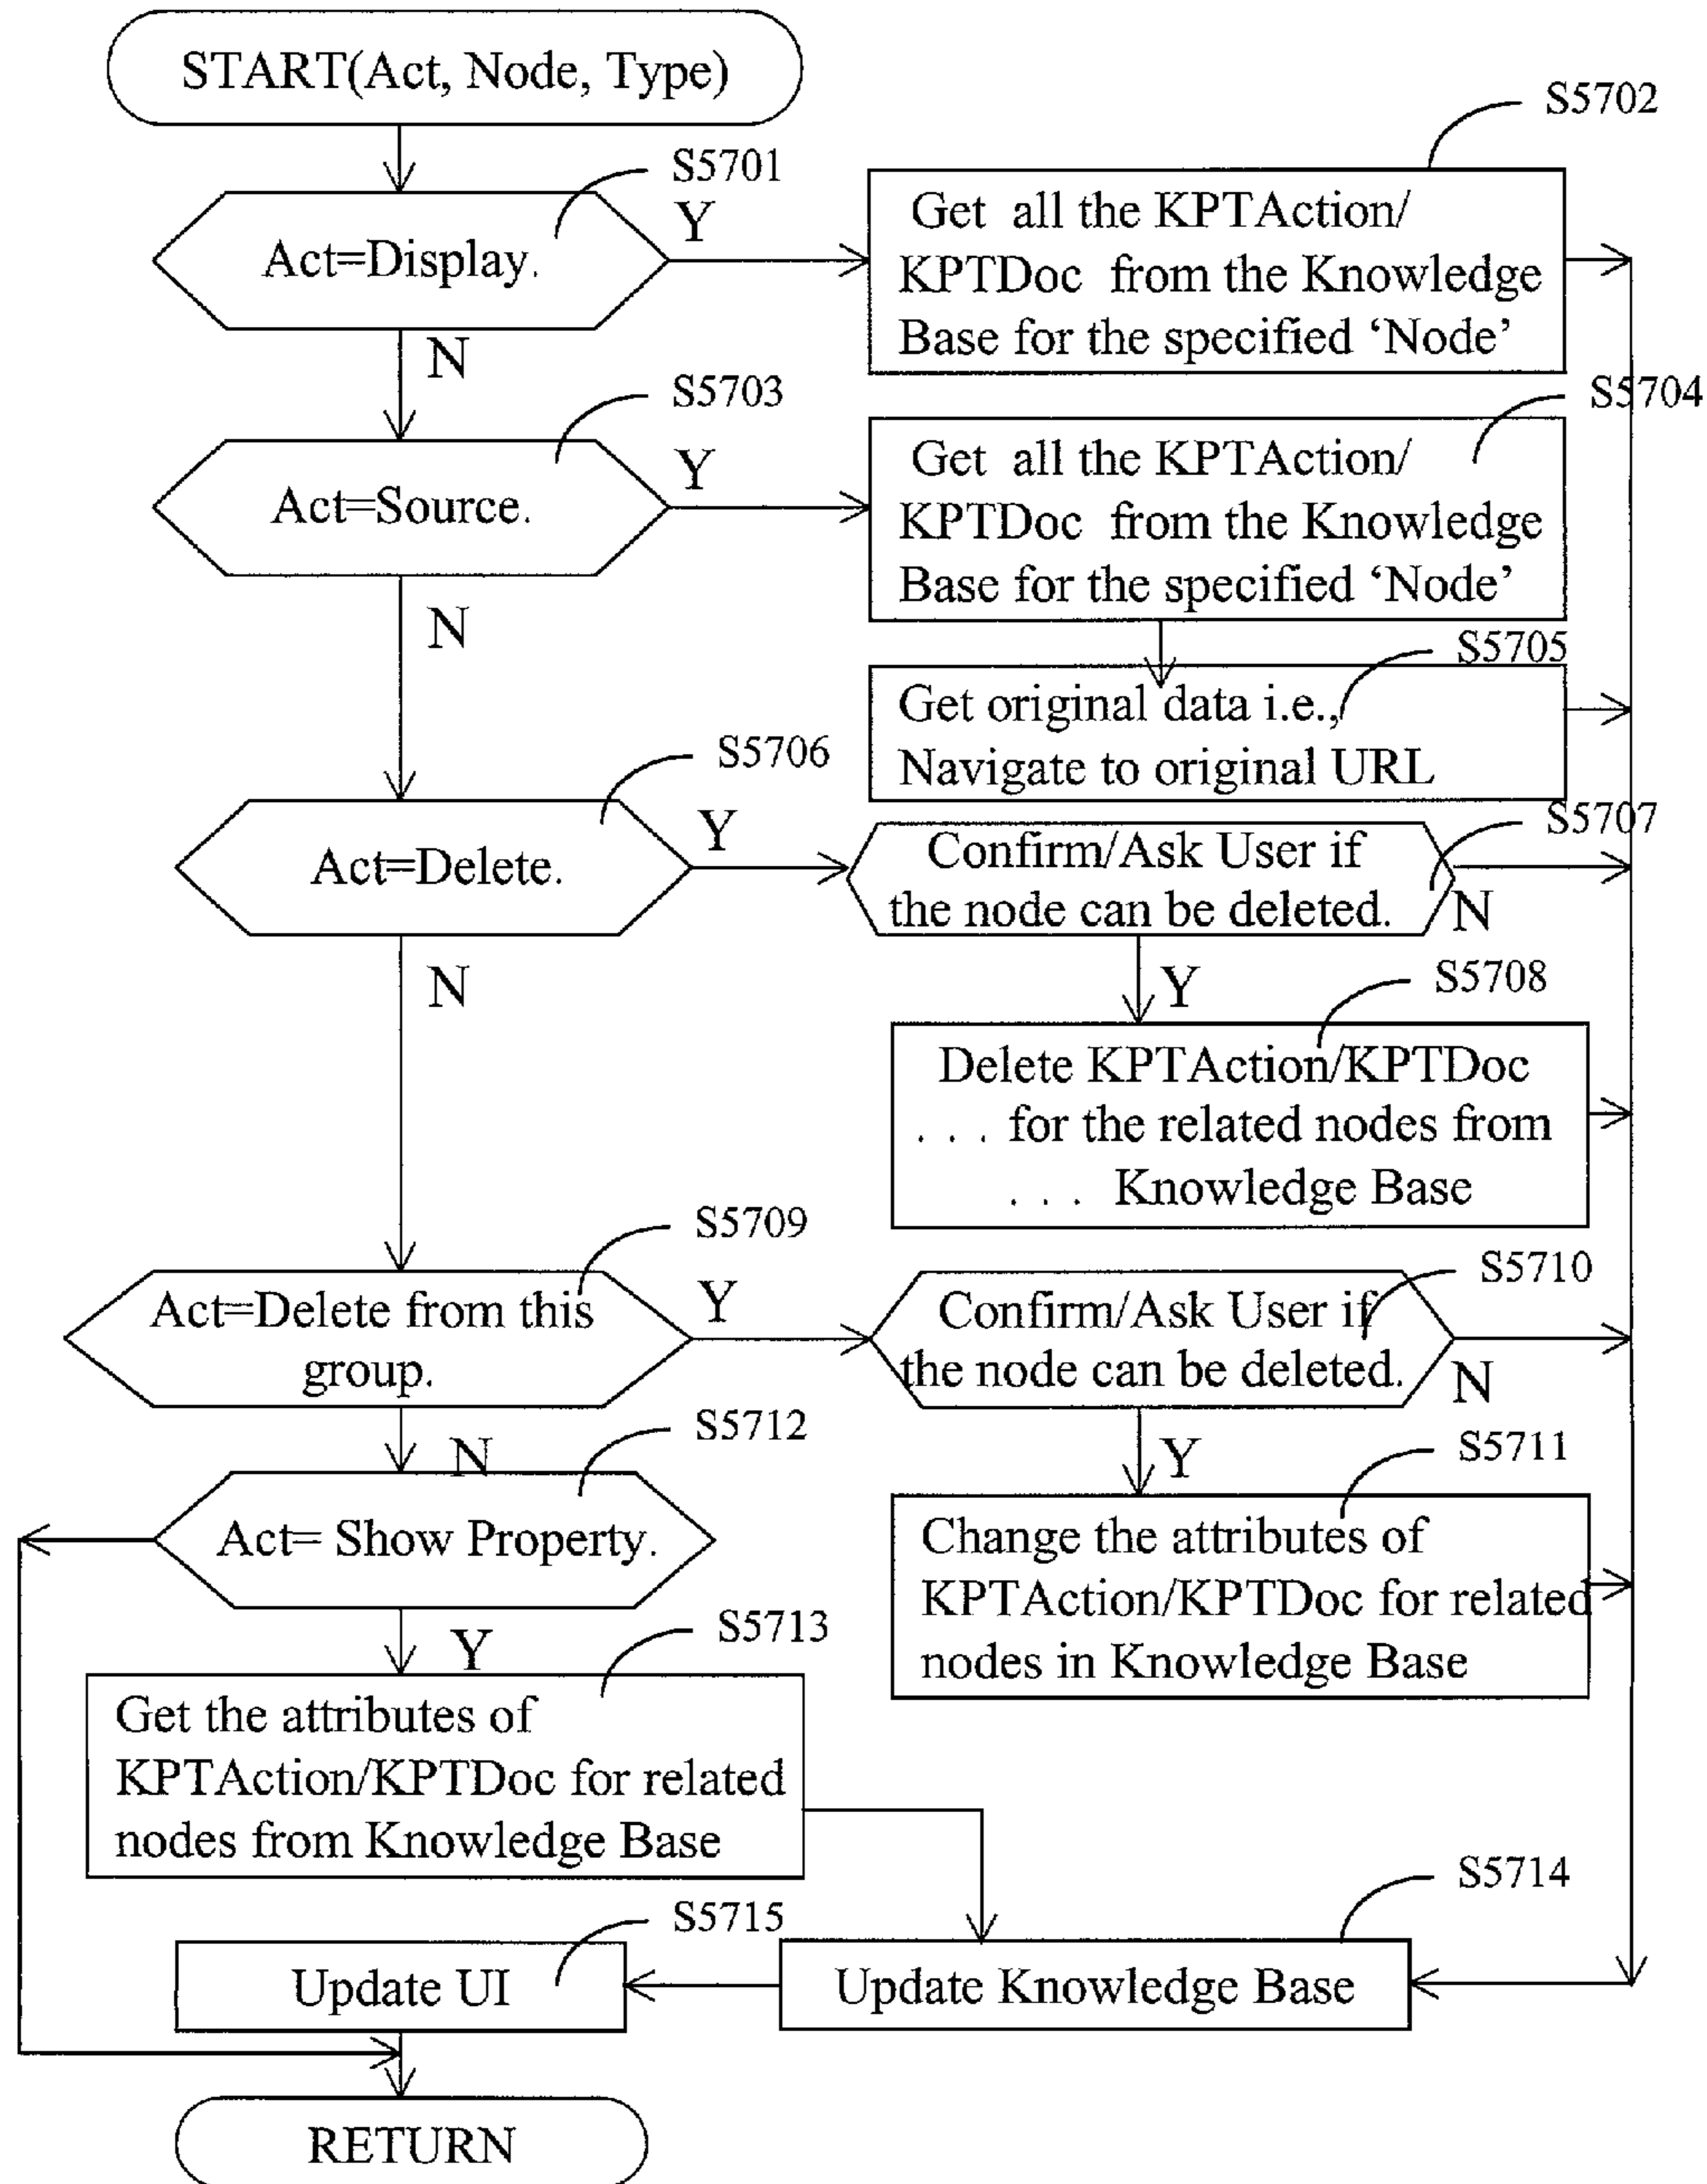 START(Act, Node, Type)
S5701
Act=Display.
Y
N
S5702
Get all the KPTAction/
KPTDoc from the Knowledge
Base for the specified ‘Node’
S5703
Act=Source.
Y
N
S5704
Get all the KPTAction/
KPTDoc from the Knowledge
Base for the specified ‘Node’
S5705
Get original data i.e.,
Navigate to original URL
S5706
Act=Delete.
Y
N
S5707
Confirm/Ask User if
the node can be deleted.
N
Y
S5708
Delete KPTAction/KPTDoc
. . . for the related nodes from
. . . Knowledge Base
S5709
Act=Delete from this
group.
Y
N
S5710
Confirm/Ask User if
the node can be deleted.
N
Y
S5711
Change the attributes of
KPTAction/KPTDoc for related
nodes in Knowledge Base
S5712
Act= Show Property.
Y
S5713
Get the attributes of
KPTAction/KPTDoc for related
nodes from Knowledge Base
S5714
Update Knowledge Base
S5715
Update UI
RETURN